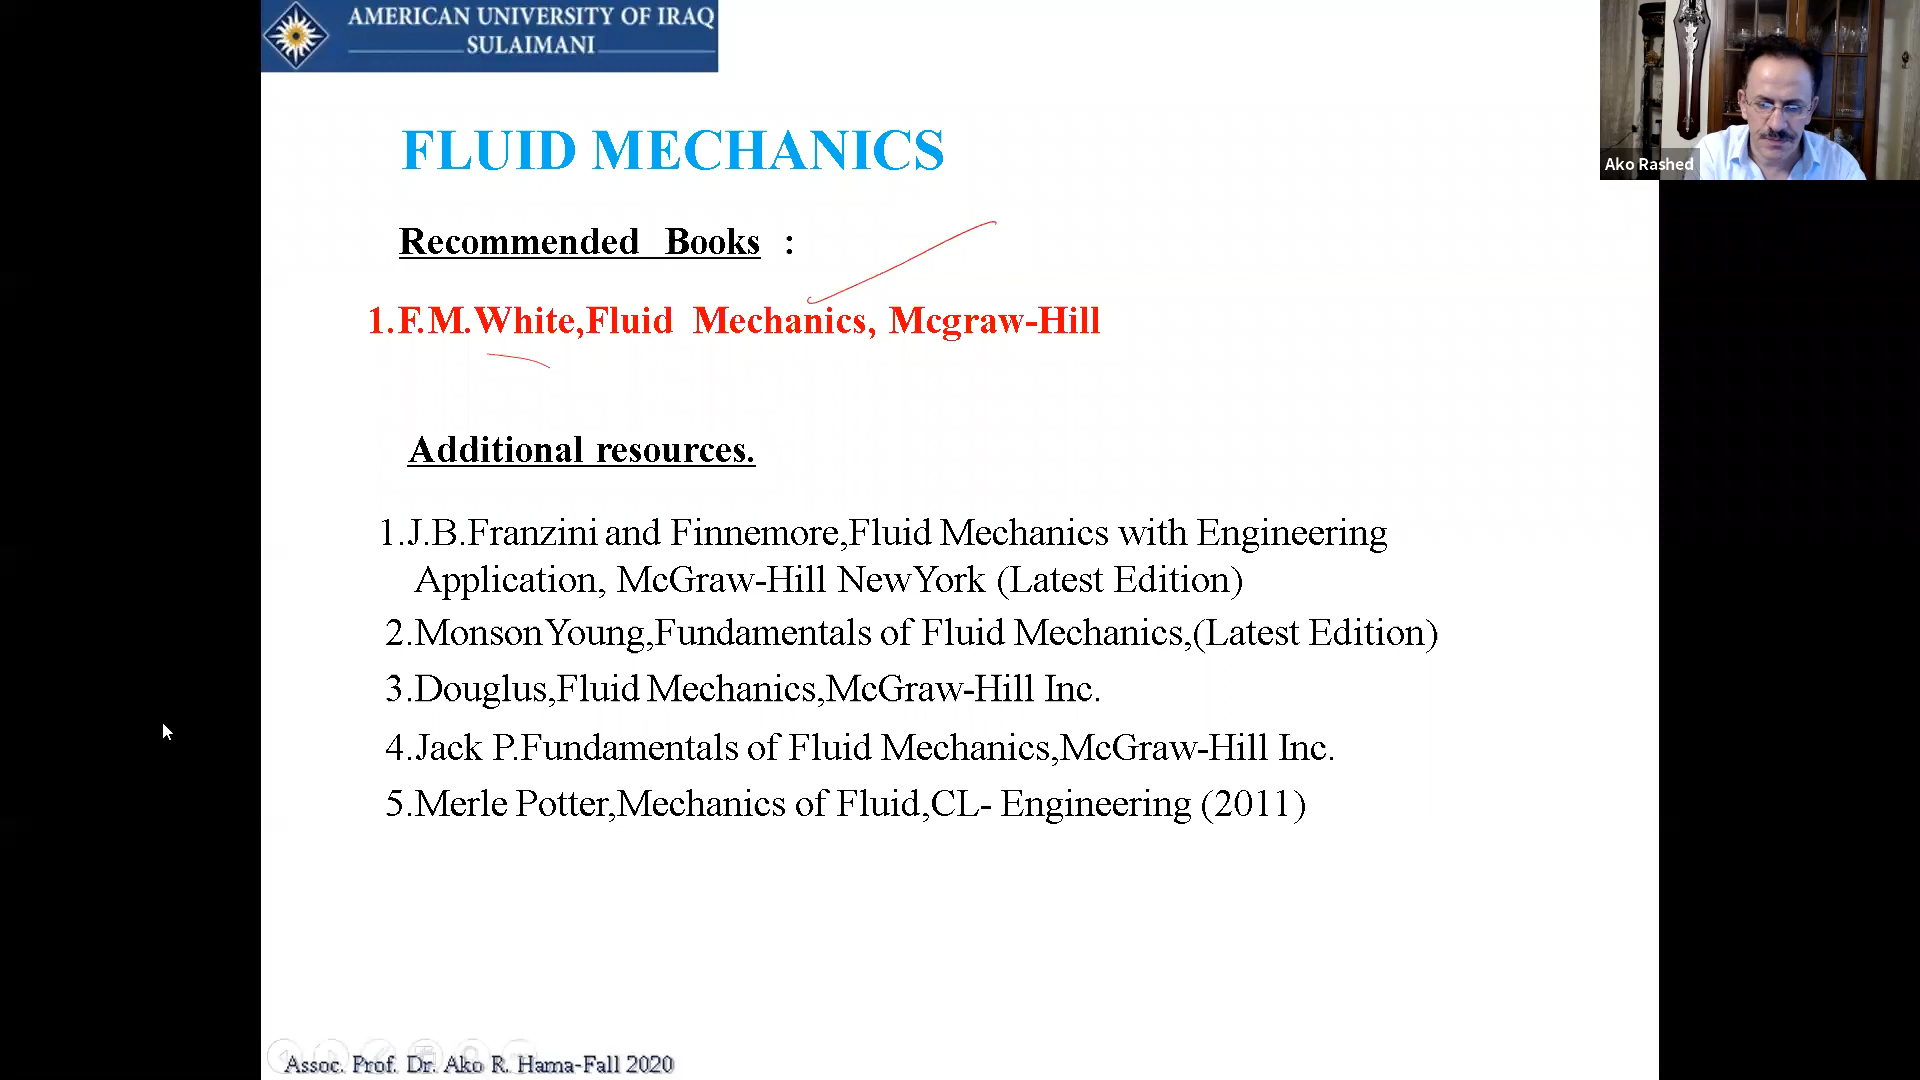 AMERICAN UNIVERSITY OF IRAQ
SULAIMANI
Ako Rashed
FLUID MECHANICS
Recommended Books :
1.F.M.White,Fluid Mechanics, Mcgraw-Hill
Additional resources.
1.J.B.Franzini and Finnemore,Fluid Mechanics with Engineering
Application, McGraw-Hill NewYork (Latest Edition)
2.MonsonYoung,Fundamentals of Fluid Mechanics,(Latest Edition)
3.Douglus,Fluid Mechanics,McGraw-Hill Inc.
4.Jack P.Fundamentals of Fluid Mechanics,McGraw-Hill Inc.
5.Merle Potter,Mechanics of Fluid,CL- Engineering (2011)
Assoc. Prof. Dr. Ako R. Hama-Fall 2020